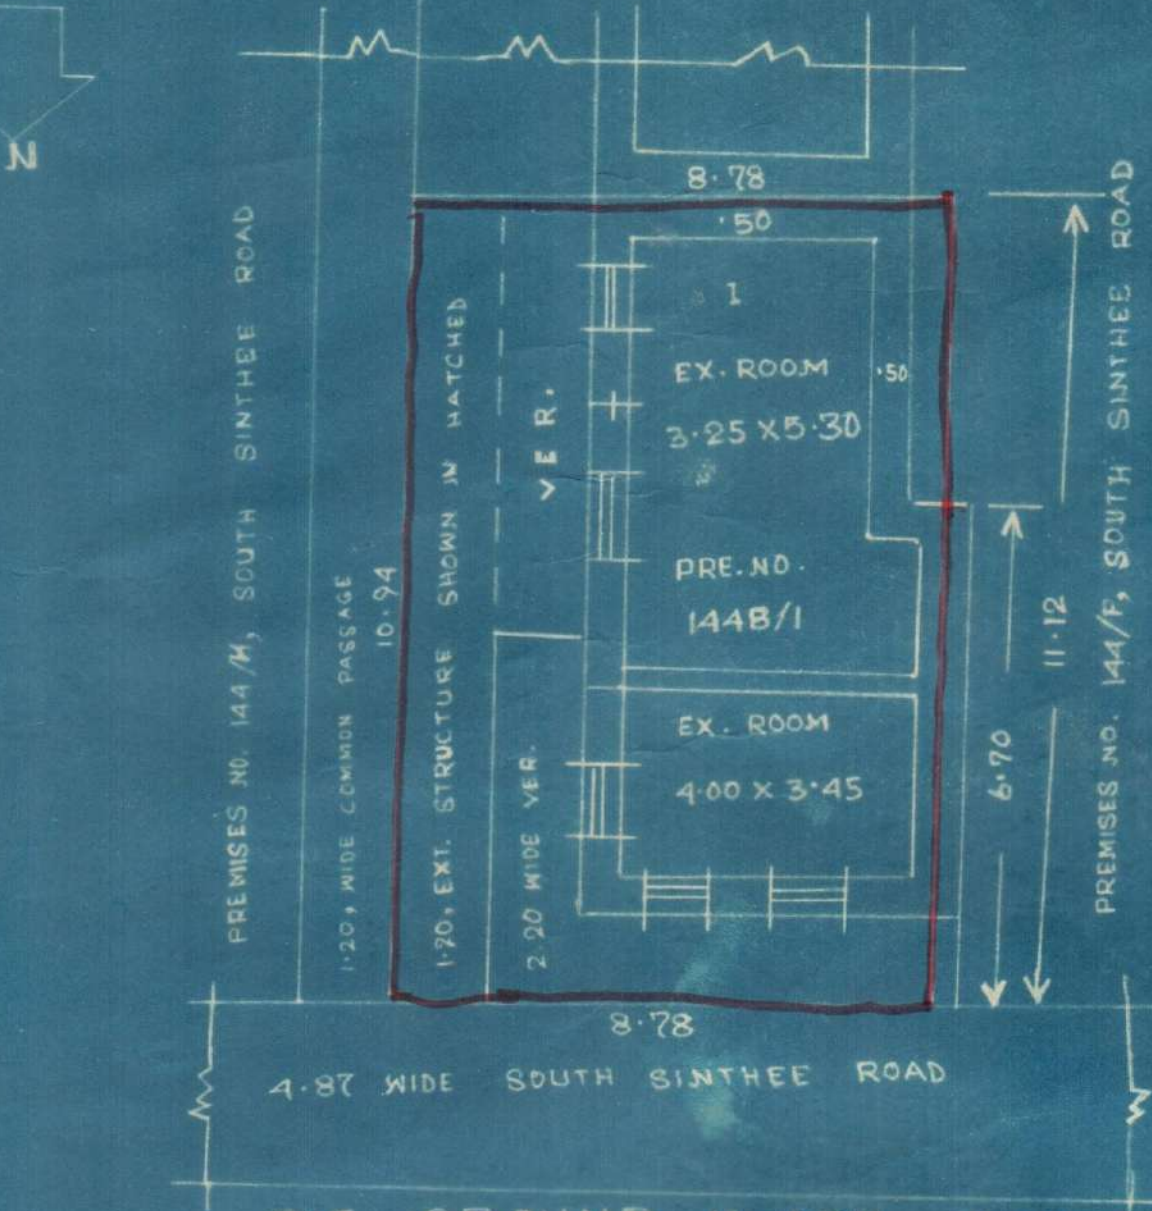 N
8.78
.50
1
EX. ROOM
3.25 X 5.30
.50
PRE. NO.
144B/1
EX. ROOM
4.00 X 3.45
VER.
2.20 WIDE VER.
1.20, EXT. STRUCTURE SHOWN IN HATCHED
10.94
1.20, WIDE COMMON PASSAGE
PREMISES NO. 144/M, SOUTH SINTHEE ROAD
6.70
11.12
PREMISES NO. 144/F, SOUTH SINTHEE ROAD
8.78
4.87 WIDE SOUTH SINTHEE ROAD